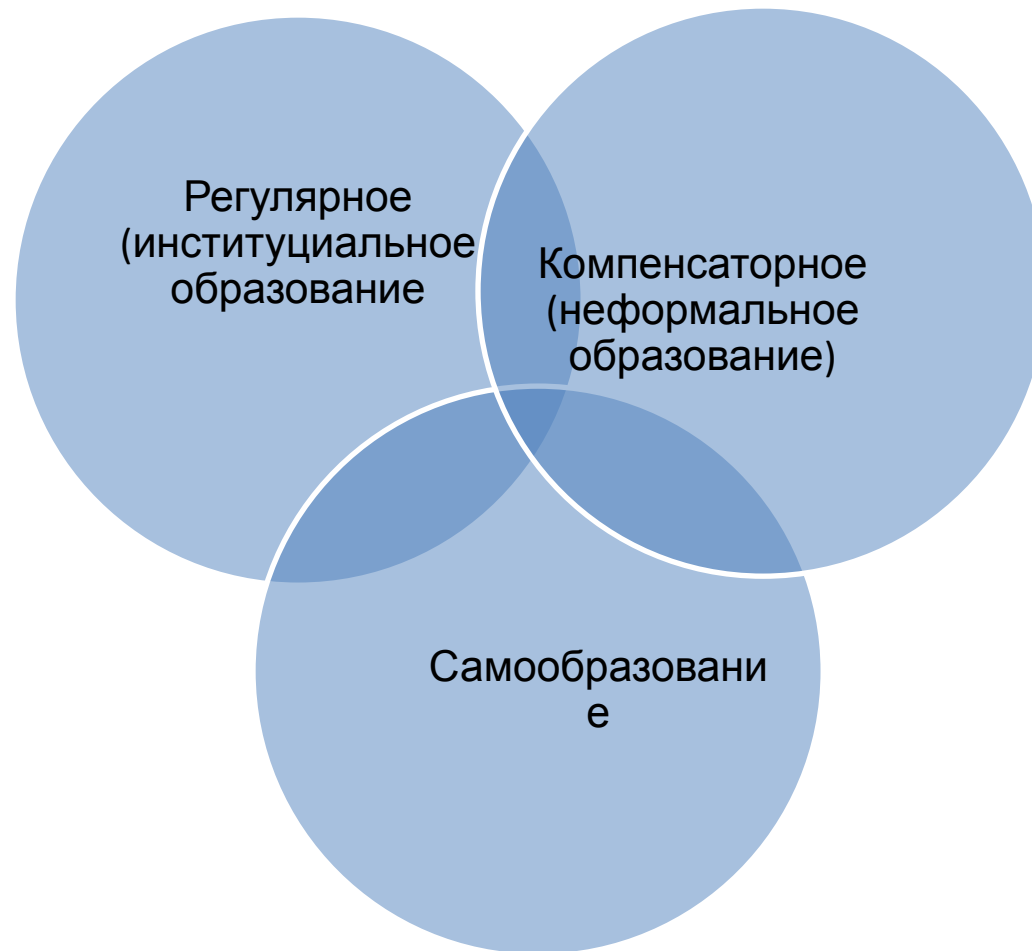 Регулярное
(институциальное
образование
Компенсаторное
(неформальное
образование)
Самообразовани
е